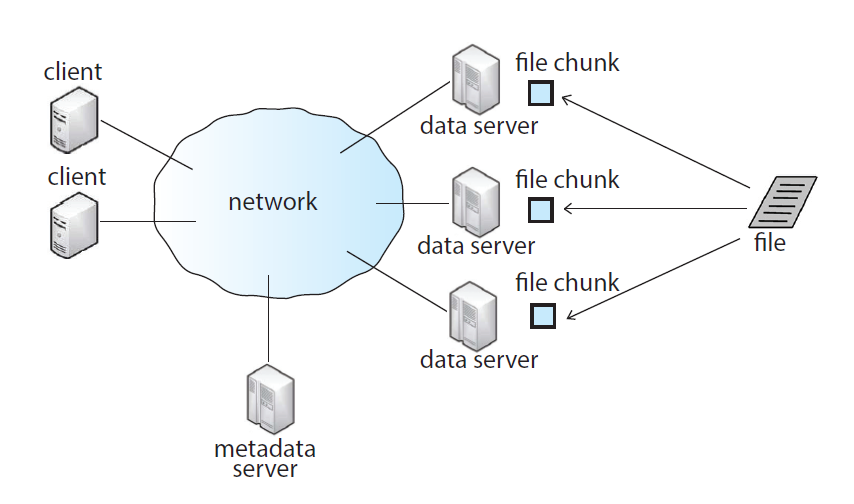 client
client
network
data server
file chunk
data server
file chunk
data server
file chunk
file
metadata
server